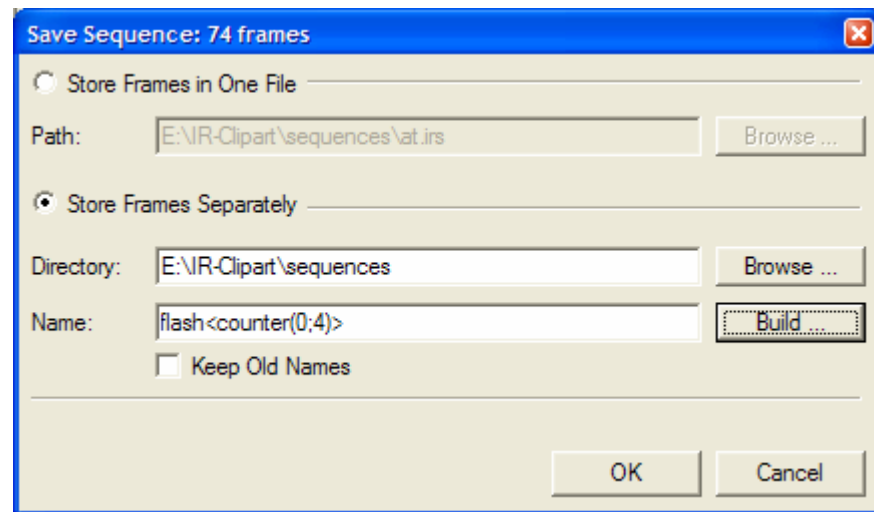 Save Sequence: 74 frames
Store Frames in One File
Path: E:\IR-Clipart\sequences\at.irs Browse ...
Store Frames Separately
Directory: E:\IR-Clipart\sequences Browse ...
Name: flash<counter(0;4)> Build ...
Keep Old Names
OK Cancel